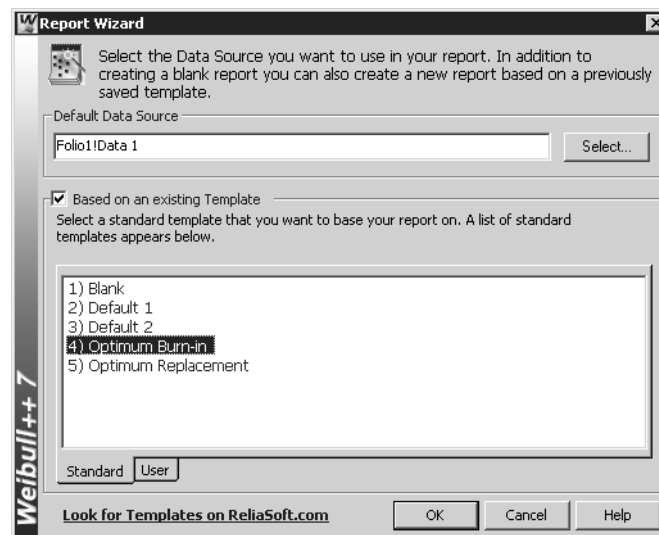 Report Wizard
Select the Data Source you want to use in your report. In addition to
creating a blank report you can also create a new report based on a previously
saved template.
Default Data Source
Folio1!Data 1
Select...
Based on an existing Template
Select a standard template that you want to base your report on. A list of standard
templates appears below.
1) Blank
2) Default 1
3) Default 2
4) Optimum Burn-in
5) Optimum Replacement
Standard
User
Weibull++ 7
Look for Templates on ReliaSoft.com
OK
Cancel
Help